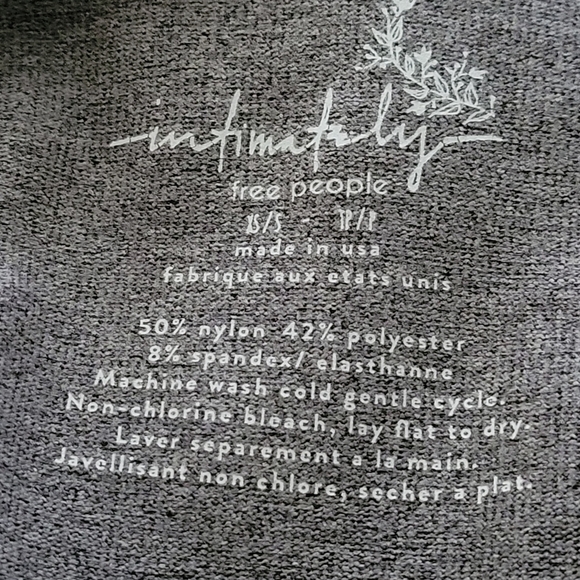 intimately
free people
XS/S - TP/P
made in usa
fabrique aux etats unis
50% nylon 42% polyester
8% spandex/ elasthanne
Machine wash cold gentle cycle.
Non-chlorine bleach, lay flat to dry.
Laver separement a la main.
Javellisant non chlore, secher a plat.